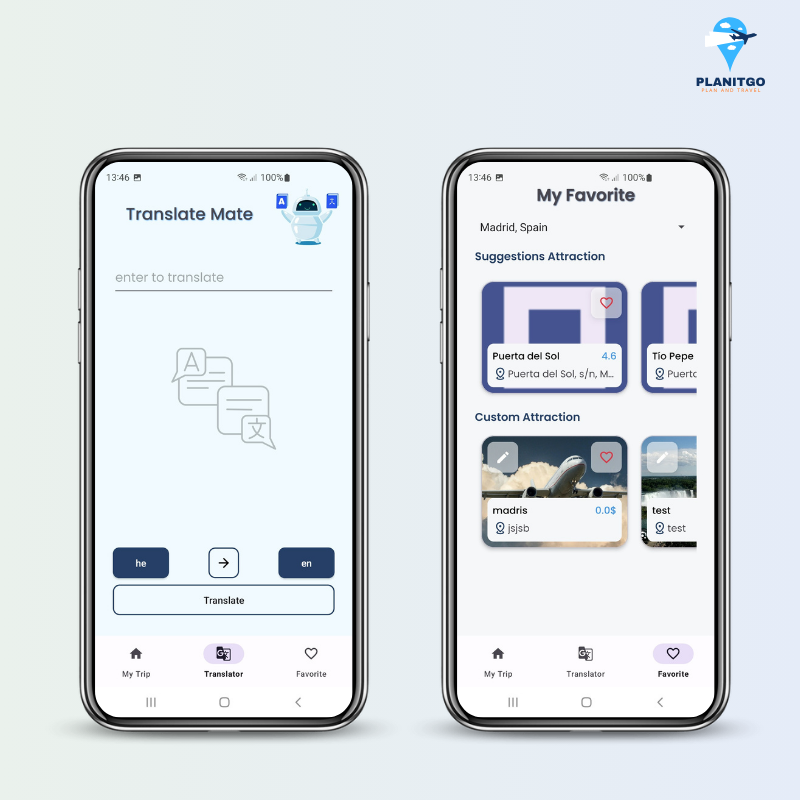 PLANITGO
PLAN AND TRAVEL
13:46 100%
Translate Mate
A 文
enter to translate
A
文
he → en
Translate
My Trip Translator Favorite
13:46 100%
My Favorite
Madrid, Spain
Suggestions Attraction
Puerta del Sol 4.6
Puerta del Sol, s/n, M...
Tío Pepe
Puerta
Custom Attraction
madris 0.0$
jsjsb
test
test
My Trip Translator Favorite